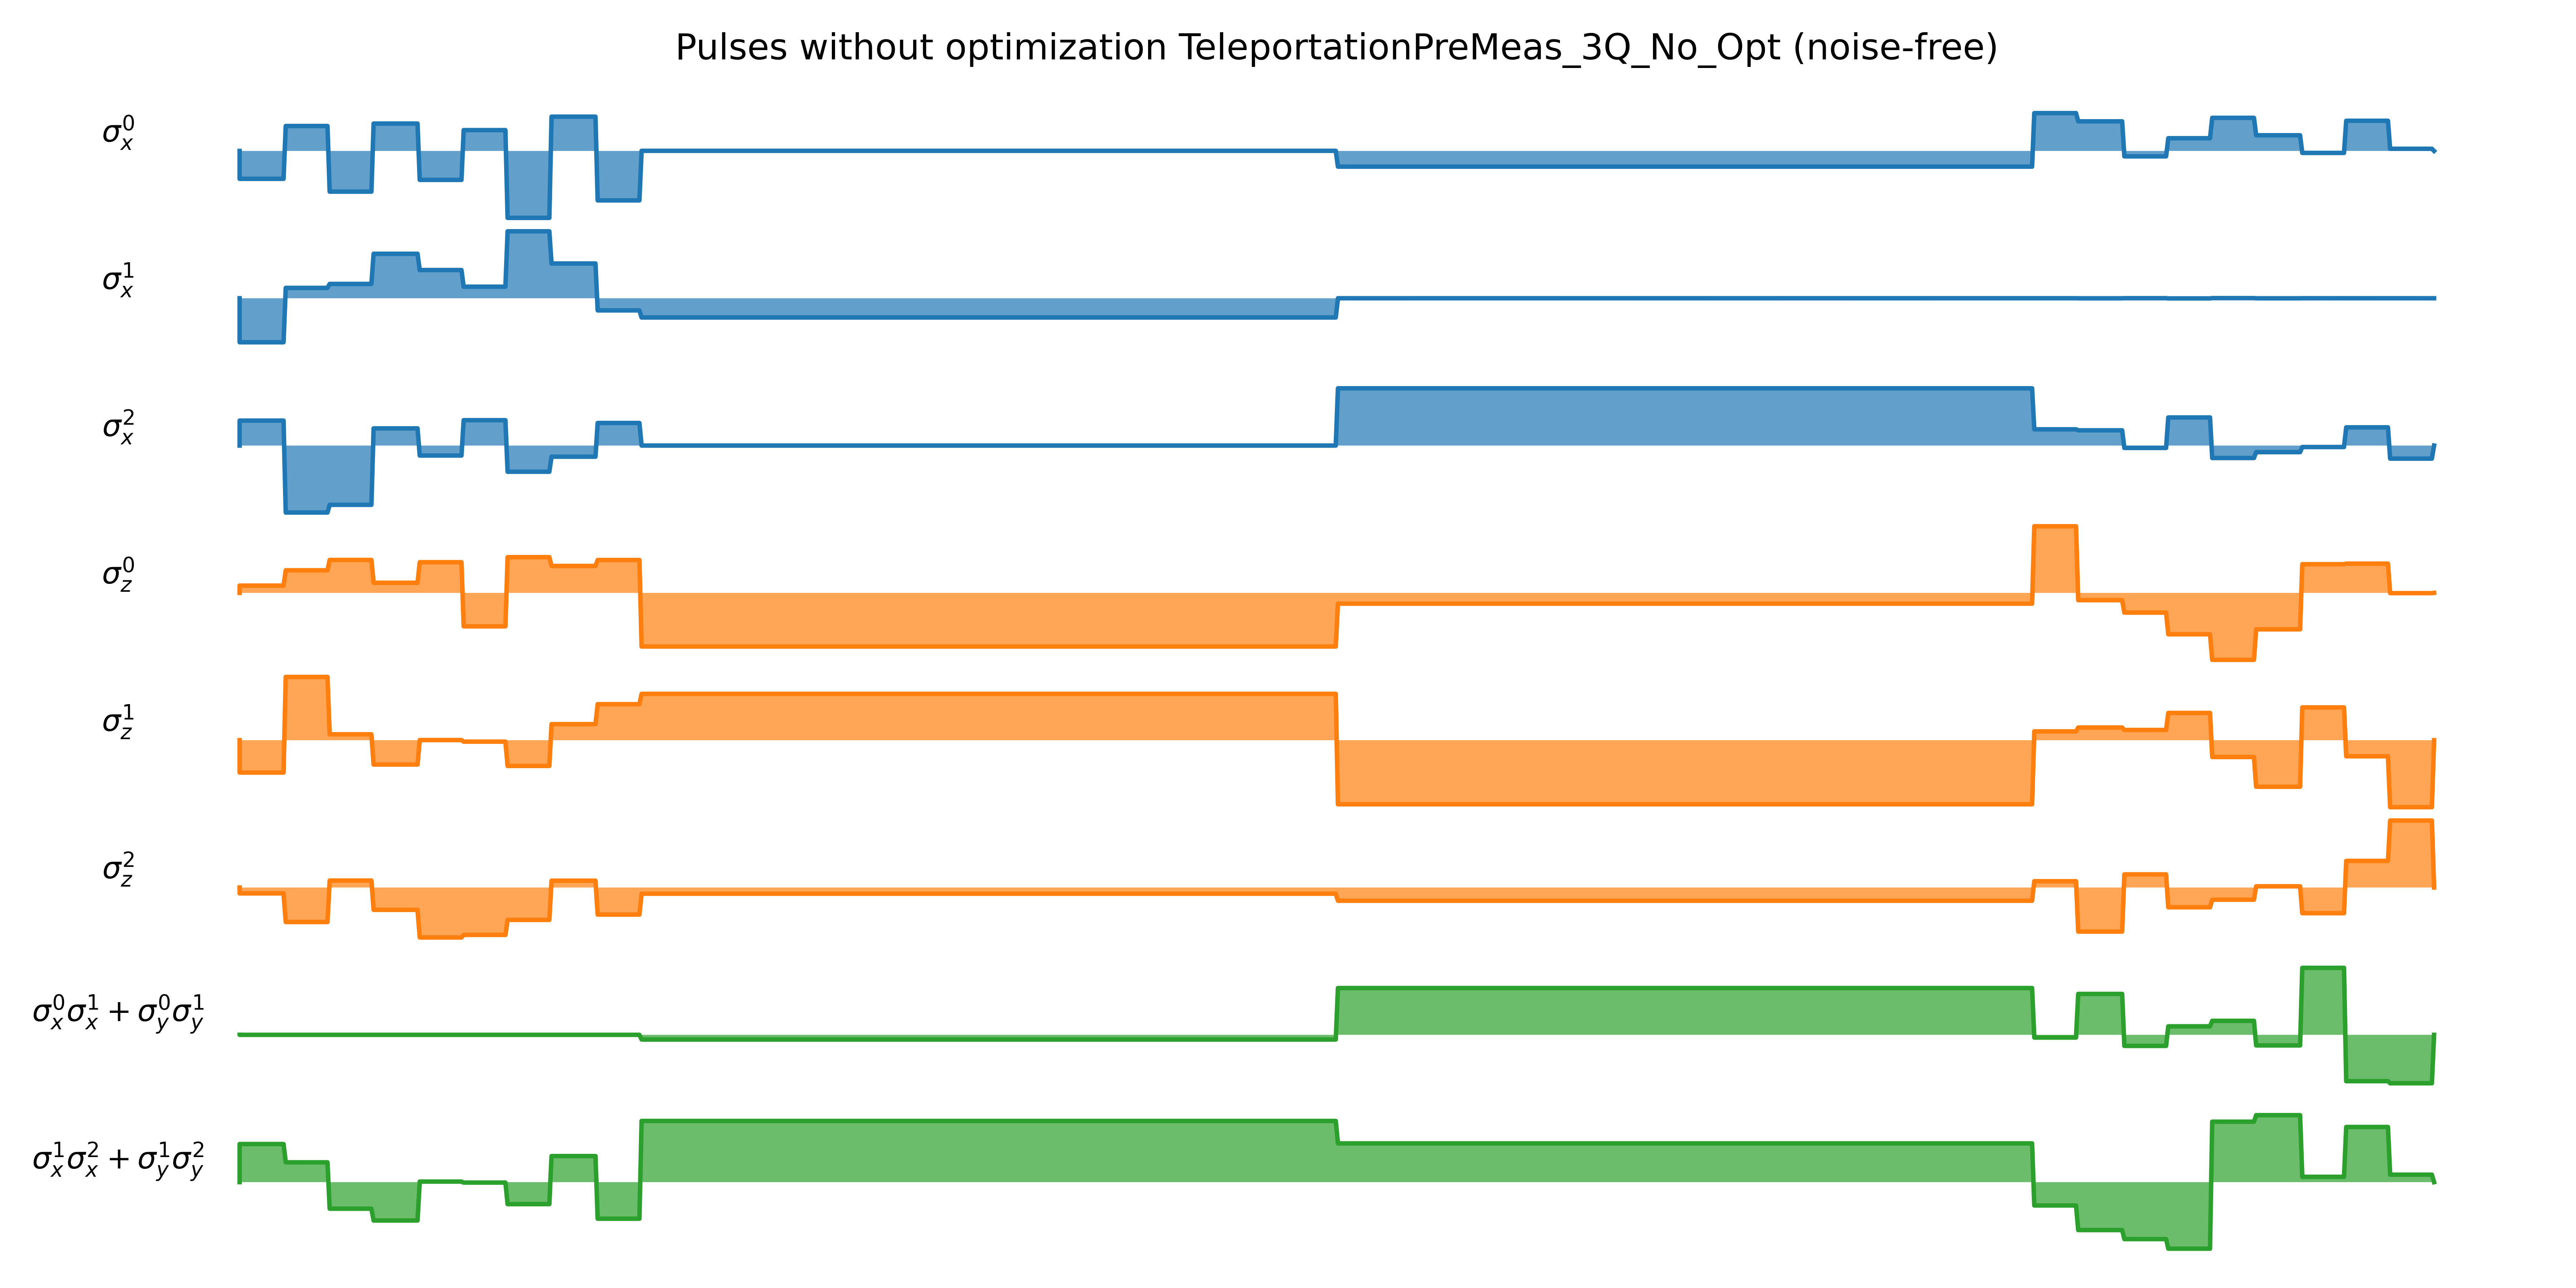 Pulses without optimization TeleportationPreMeas_3Q_No_Opt (noise-free)
σ_x^0
σ_x^1
σ_x^2
σ_z^0
σ_z^1
σ_z^2
σ_x^0σ_x^1 + σ_y^0σ_y^1
σ_x^1σ_x^2 + σ_y^1σ_y^2